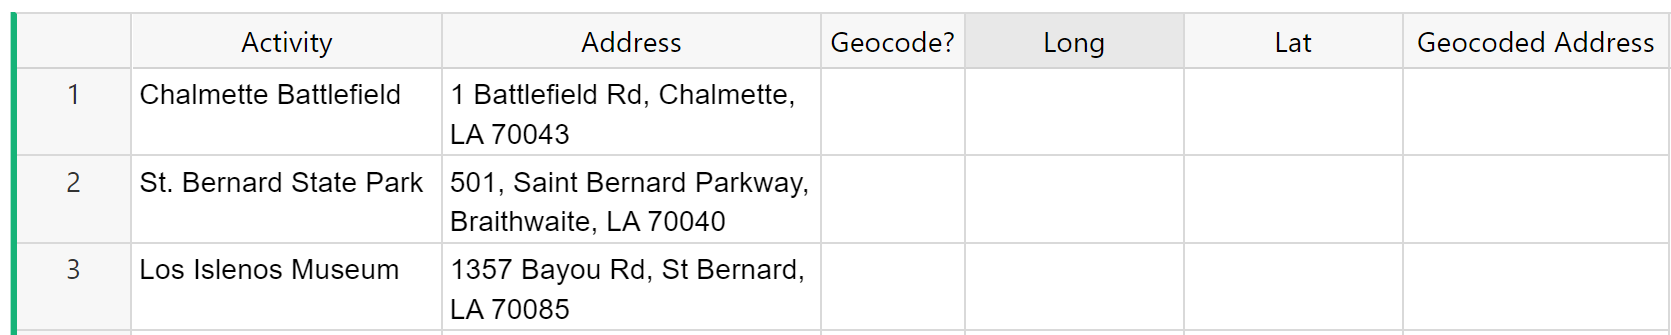 Activity Address Geocode? Long Lat Geocoded Address
1 Chalmette Battlefield 1 Battlefield Rd, Chalmette,
LA 70043
2 St. Bernard State Park 501, Saint Bernard Parkway,
Braithwaite, LA 70040
3 Los Islenos Museum 1357 Bayou Rd, St Bernard,
LA 70085